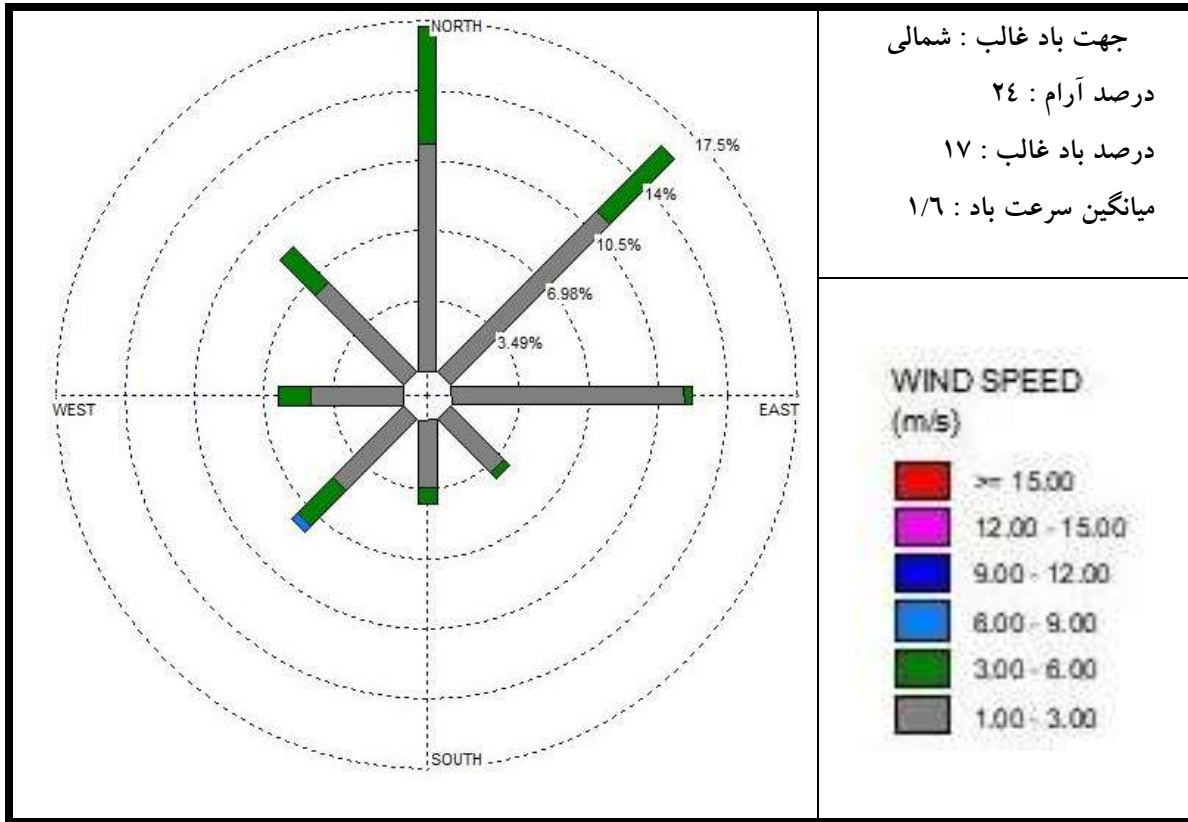 NORTH
17.5%
14%
10.5%
6.98%
3.49%
WEST
EAST
SOUTH
جهت باد غالب : شمالی
درصد آرام : ٢٤
درصد باد غالب : ١٧
میانگین سرعت باد : ١/٦
WIND SPEED
(m/s)
>= 15.00
12.00 - 15.00
9.00 - 12.00
6.00 - 9.00
3.00 - 6.00
1.00 - 3.00